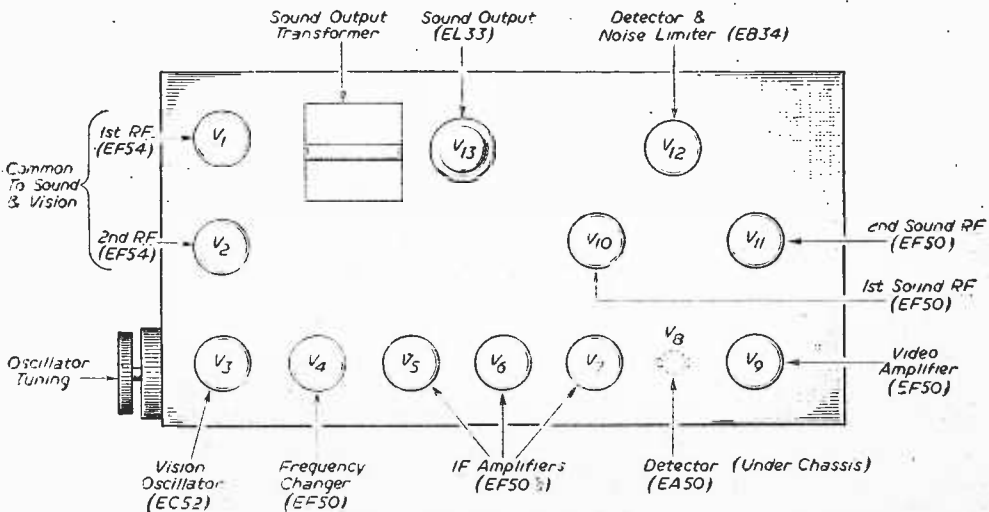 Sound Output
Transformer
Sound Output
(EL33)
Detector &
Noise Limiter (EB34)
Common
To Sound
& Vision
1st RF
(EF54)
V1
V13
V12
2nd RF
(EF54)
V2
V10
V11
2nd Sound RF
(EF50)
1st Sound RF
(EF50)
Oscillator
Tuning
V3
V4
V5
V6
V7
V8
V9
Video
Amplifier
(EF50)
Vision
Oscillator
(EC52)
Frequency
Changer
(EF50)
IF Amplifiers
(EF50s)
Detector (Under Chassis)
(EA50)